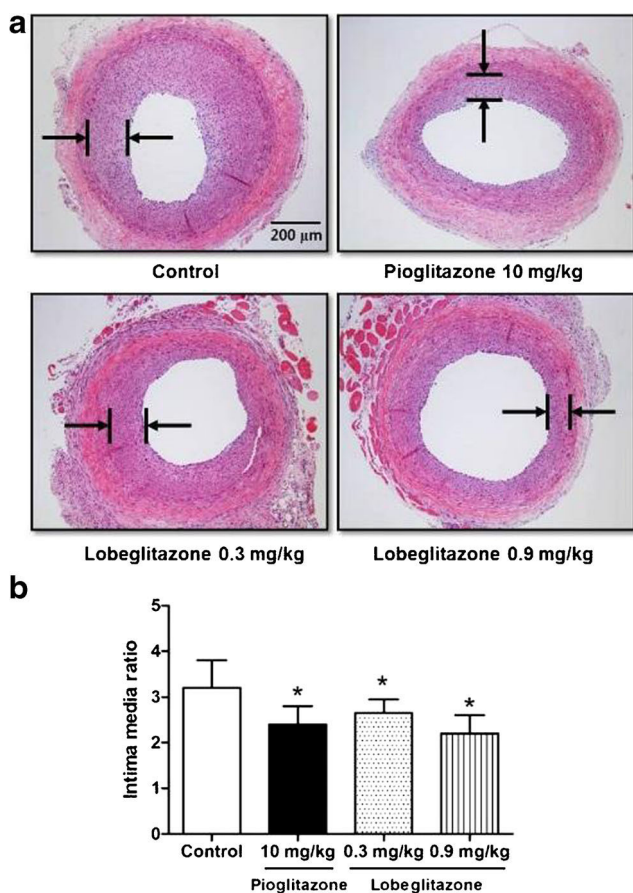 a
200 µm
Control
Pioglitazone 10 mg/kg
Lobeglitazone 0.3 mg/kg
Lobeglitazone 0.9 mg/kg
b
Intima media ratio
5
4
3
2
1
0
* * *
Control 10 mg/kg 0.3 mg/kg 0.9 mg/kg
Pioglitazone Lobeglitazone